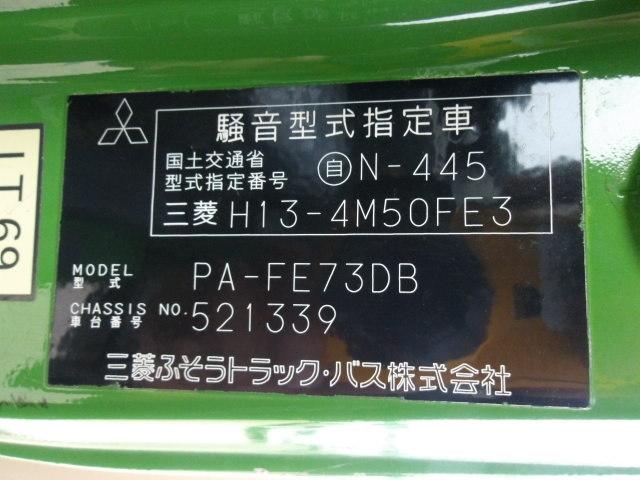 騒音型式指定車
国土交通省
型式指定番号 自N-445
三菱 H13-4M50FE3
MODEL PA-FE73DB
型式
CHASSIS NO. 521339
車台番号
三菱ふそうトラック・バス株式会社
11 69